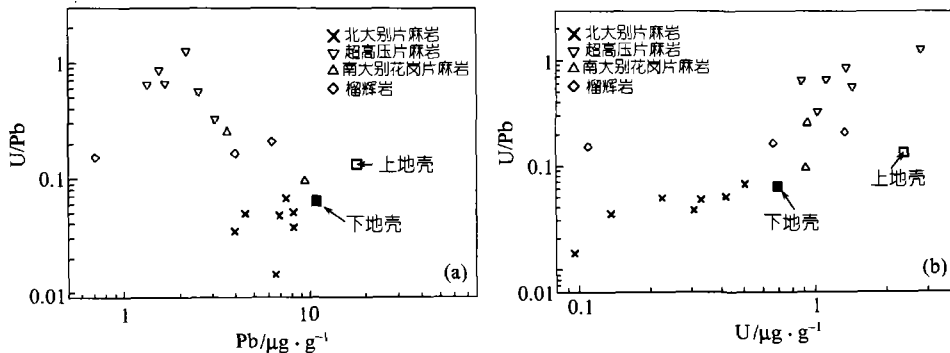 1
0.1
0.01
U/Pb
1
10
Pb/μg · g⁻¹
×北大别片麻岩
▽超高压片麻岩
△南大别花岗片麻岩
◇榴辉岩
上地壳
下地壳
(a)
1
0.1
0.01
U/Pb
0.1
1
U/μg · g⁻¹
×北大别片麻岩
▽超高压片麻岩
△南大别花岗片麻岩
◇榴辉岩
上地壳
下地壳
(b)